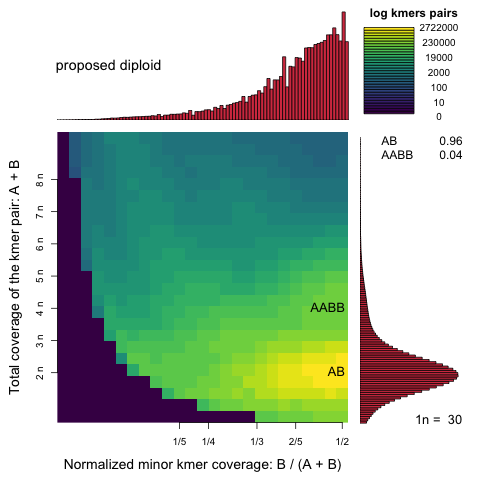 log kmers pairs
2722000
230000
19000
2000
100
10
0
proposed diploid
AB 0.96
AABB 0.04
Total coverage of the kmer pair: A + B
8 n
7 n
6 n
5 n
4 n
3 n
2 n
AABB
AB
1n = 30
1/5 1/4 1/3 2/5 1/2
Normalized minor kmer coverage: B / (A + B)